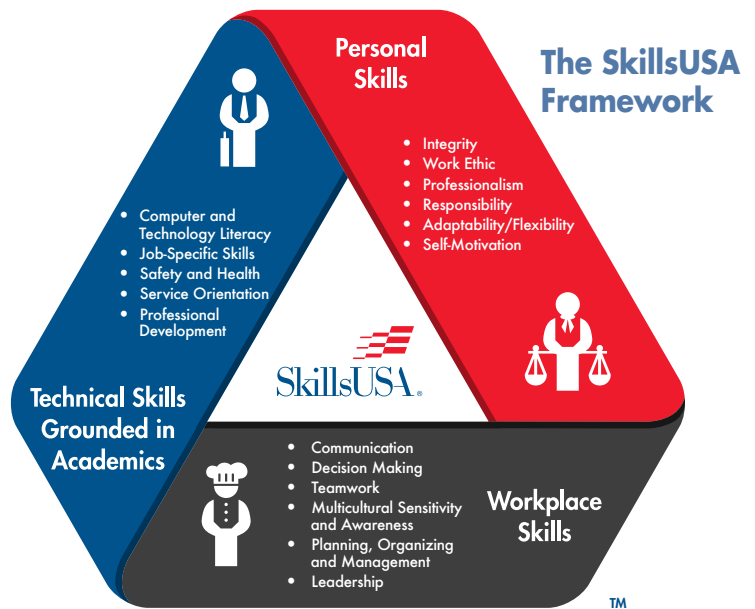 The SkillsUSA
Framework
Personal
Skills
• Integrity
• Work Ethic
• Professionalism
• Responsibility
• Adaptability/Flexibility
• Self-Motivation
• Computer and
Technology Literacy
• Job-Specific Skills
• Safety and Health
• Service Orientation
• Professional
Development
Technical Skills
Grounded in
Academics
SkillsUSA®
• Communication
• Decision Making
• Teamwork
• Multicultural Sensitivity
and Awareness
• Planning, Organizing
and Management
• Leadership
Workplace
Skills
TM